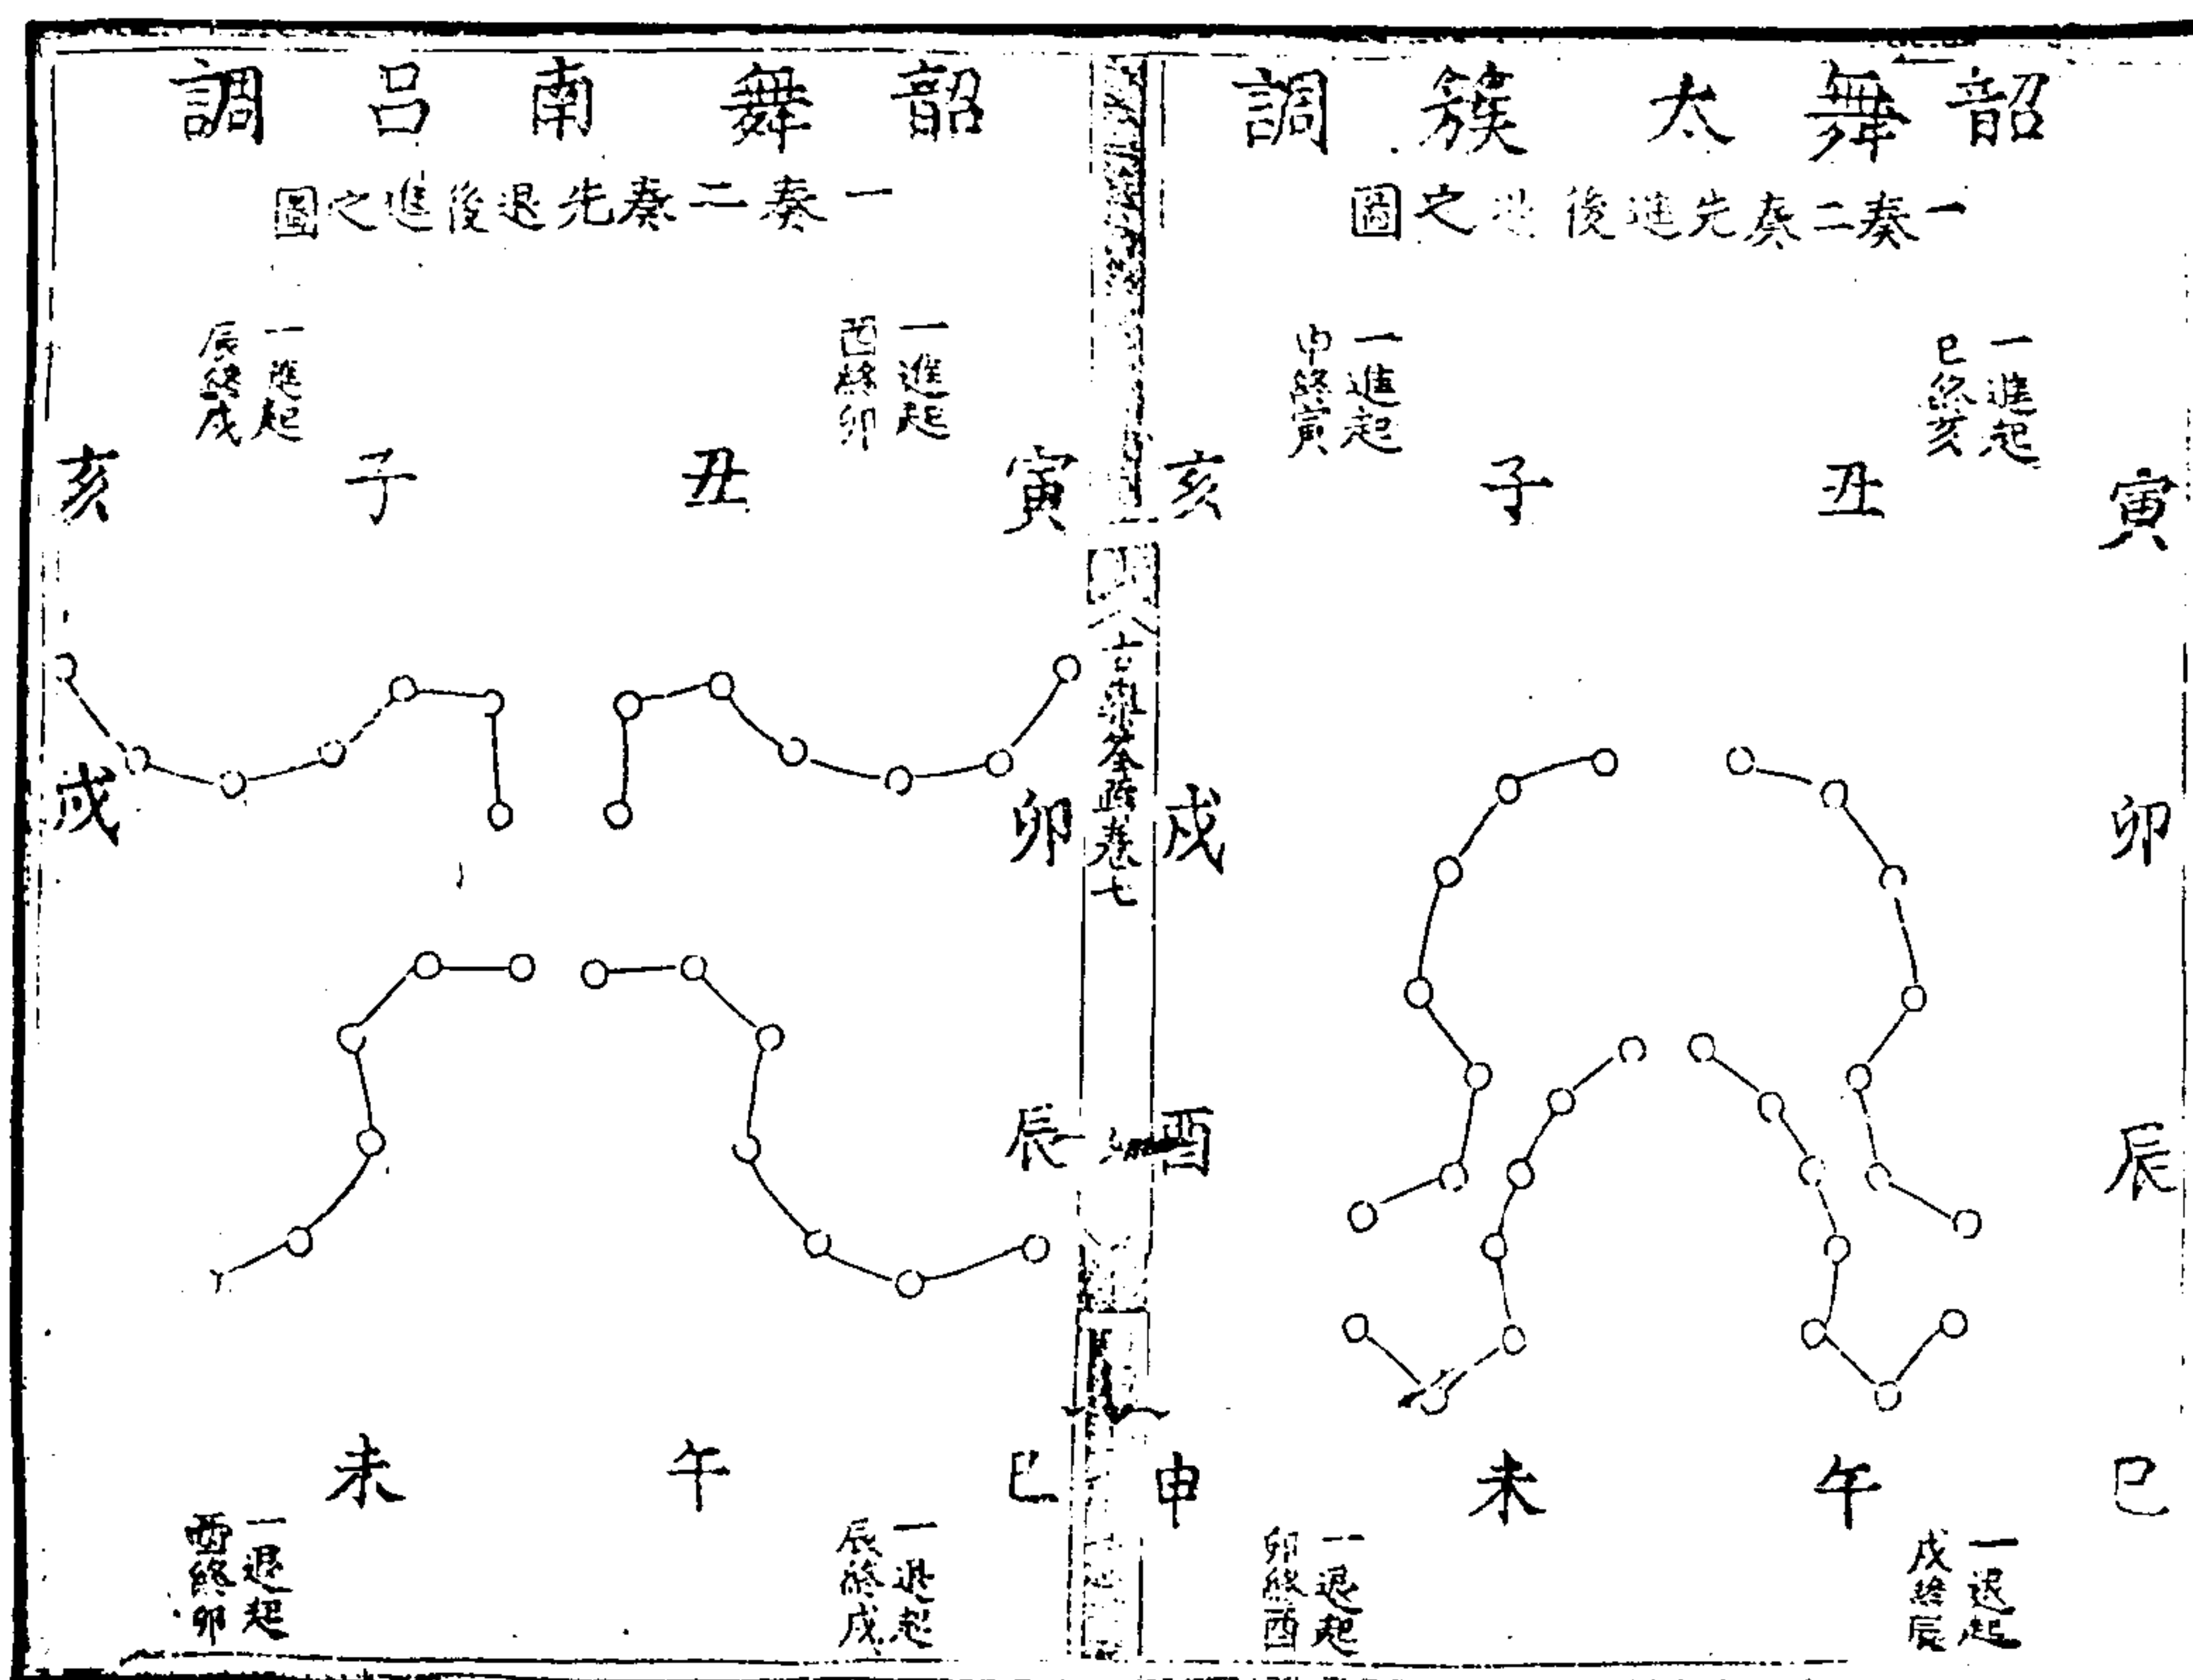 韶舞太簇調
一奏二奏先進後退之圖
一進起
巳終亥
一進起
申終寅
寅
丑
子
亥
卯
戌
辰
酉
巳
午
未
申
一退起
戌終辰
一退起
卯終酉
卷七
韶舞南呂調
一奏二奏先退後進之圖
一進起
酉終卯
一進起
辰終戌
寅
丑
子
亥
卯
戌
辰
巳
午
未
一退起
辰終戌
一退起
酉終卯